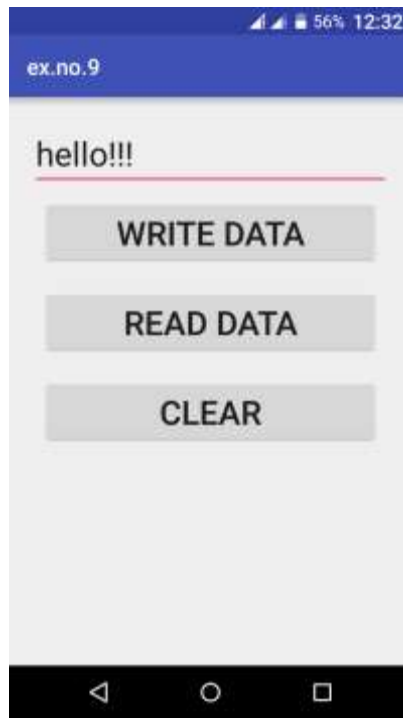 56% 12:32
ex.no.9
hello!!!
WRITE DATA
READ DATA
CLEAR